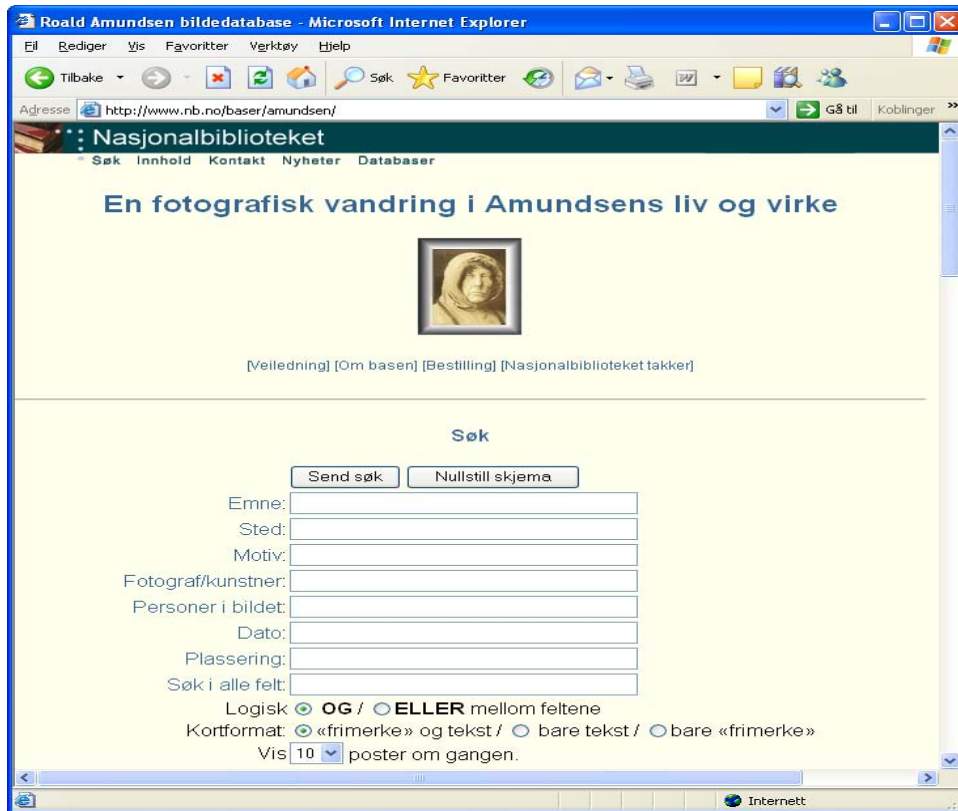 Roald Amundsen bildedatabase - Microsoft Internet Explorer
Fil Rediger Vis Favoritter Verktøy Hjelp
Tilbake Søk Favoritter
Adresse http://www.nb.no/baser/amundsen/ Gå til Koblinger »
Nasjonalbiblioteket
Søk Innhold Kontakt Nyheter Databaser
En fotografisk vandring i Amundsens liv og virke
[Veiledning] [Om basen] [Bestilling] [Nasjonalbiblioteket takker]
Søk
Send søk Nullstill skjema
Emne:
Sted:
Motiv:
Fotograf/kunstner:
Personer i bildet:
Dato:
Plassering:
Søk i alle felt:
Logisk OG / ELLER mellom feltene
Kortformat: «frimerke» og tekst / bare tekst / bare «frimerke»
Vis 10 poster om gangen.
Internett